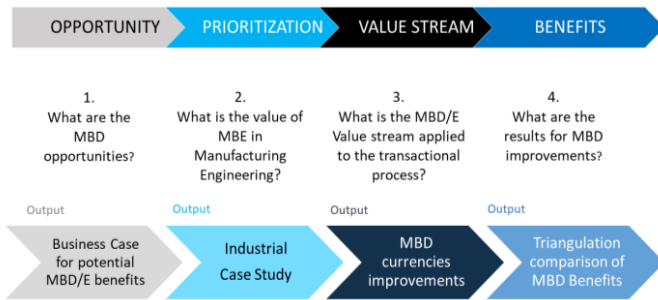 OPPORTUNITY
PRIORITIZATION
VALUE STREAM
BENEFITS
1.
What are the
MBD
opportunities?
2.
What is the value of
MBE in
Manufacturing
Engineering?
3.
What is the MBD/E
Value stream applied
to the transactional
process?
4.
What are the
results for MBD
improvements?
Output
Output
Output
Output
Business Case
for potential
MBD/E benefits
Industrial
Case Study
MBD
currencies
improvements
Triangulation
comparison of
MBD Benefits